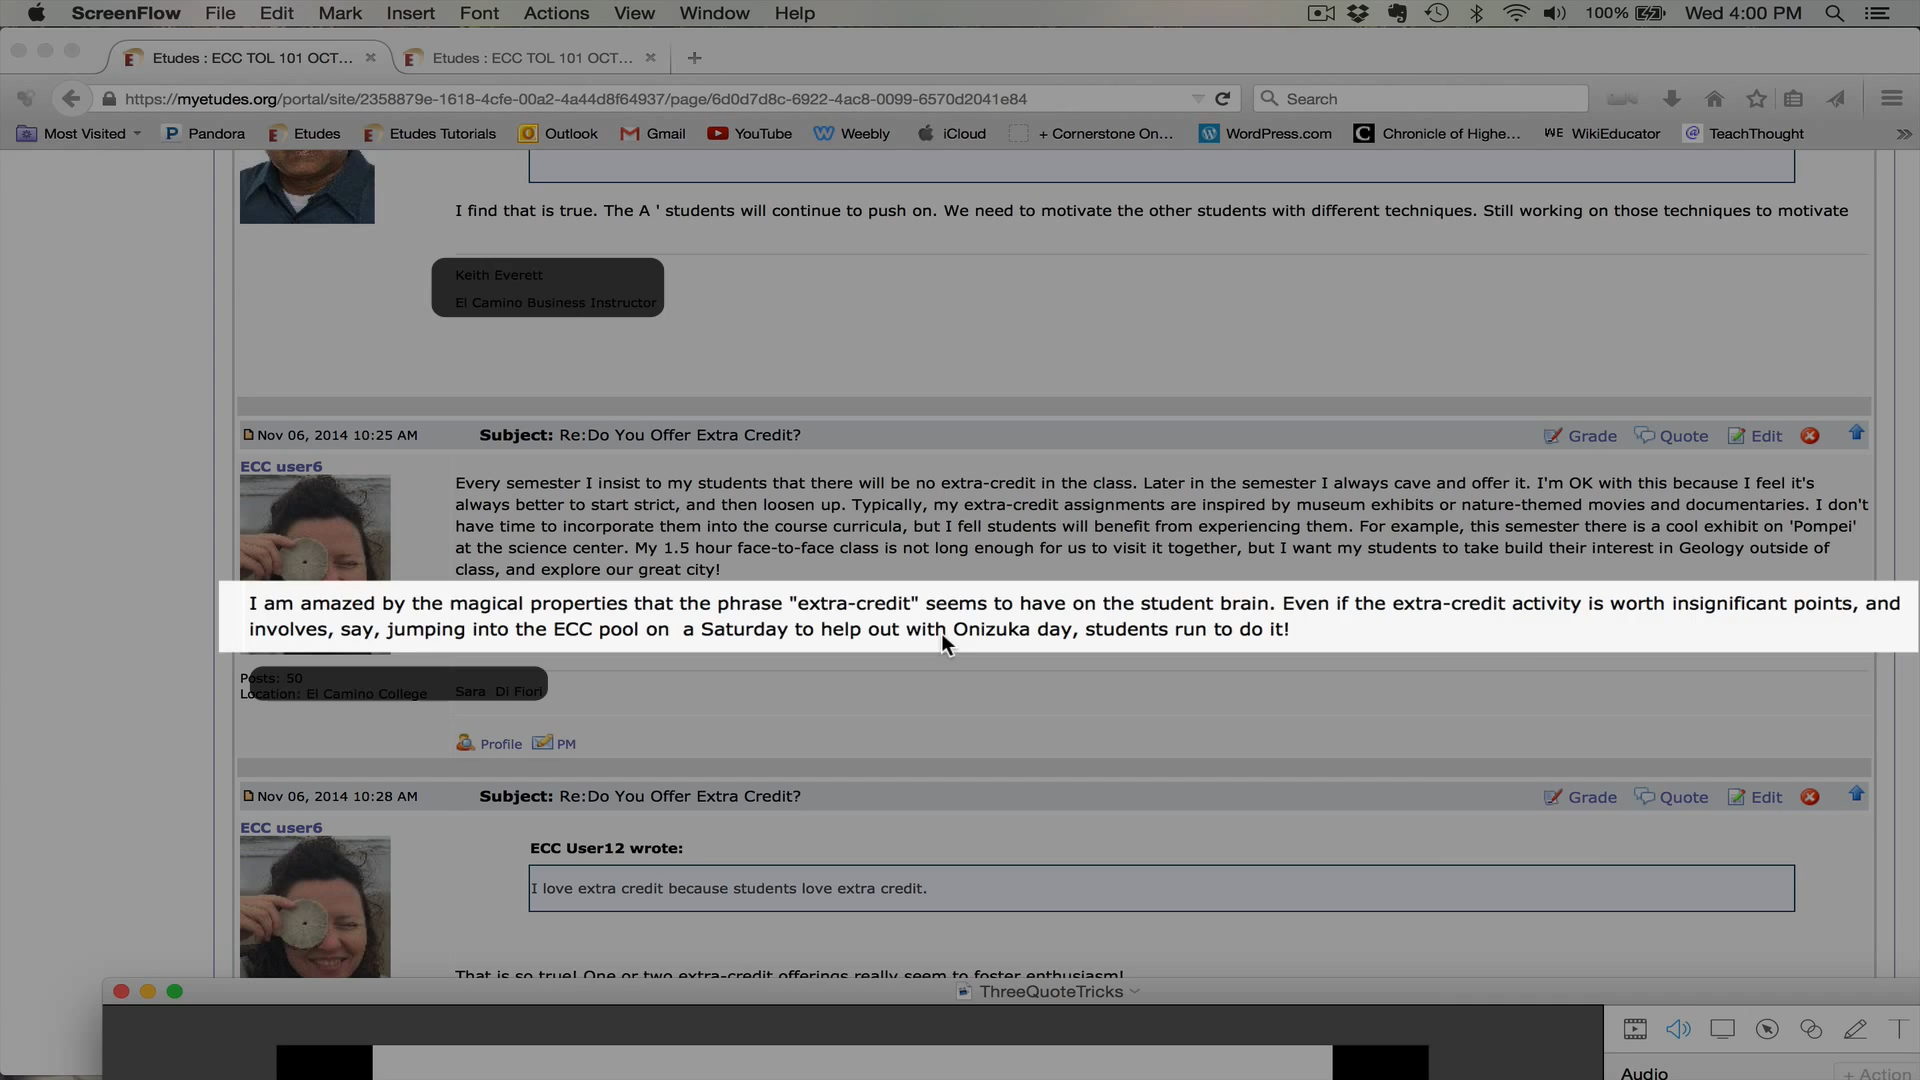 ScreenFlow File Edit Mark Insert Font Actions View Window Help 100% Wed 4:00 PM
Etudes : ECC TOL 101 OCT... Etudes : ECC TOL 101 OCT...
https://myetudes.org/portal/site/2358879e-1618-4cfe-00a2-4a44d8f64937/page/6d0d7d8c-6922-4ac8-0099-6570d2041e84 Search
Most Visited Pandora Etudes Etudes Tutorials Outlook Gmail YouTube Weebly iCloud + Cornerstone On... WordPress.com Chronicle of Highe... WE WikiEducator TeachThought
I find that is true. The A ' students will continue to push on. We need to motivate the other students with different techniques. Still working on those techniques to motivate
Keith Everett
El Camino Business Instructor
Nov 06, 2014 10:25 AM Subject: Re:Do You Offer Extra Credit? Grade Quote Edit
ECC user6
Every semester I insist to my students that there will be no extra-credit in the class. Later in the semester I always cave and offer it. I'm OK with this because I feel it's
always better to start strict, and then loosen up. Typically, my extra-credit assignments are inspired by museum exhibits or nature-themed movies and documentaries. I don't
have time to incorporate them into the course curricula, but I fell students will benefit from experiencing them. For example, this semester there is a cool exhibit on 'Pompei'
at the science center. My 1.5 hour face-to-face class is not long enough for us to visit it together, but I want my students to take build their interest in Geology outside of
class, and explore our great city!
I am amazed by the magical properties that the phrase "extra-credit" seems to have on the student brain. Even if the extra-credit activity is worth insignificant points, and
involves, say, jumping into the ECC pool on  a Saturday to help out with Onizuka day, students run to do it!
Posts: 50
Location: El Camino College Sara  Di Fiori
Profile PM
Nov 06, 2014 10:28 AM Subject: Re:Do You Offer Extra Credit? Grade Quote Edit
ECC user6
ECC User12 wrote:
I love extra credit because students love extra credit.
That is so true! One or two extra-credit offerings really seem to foster enthusiasm!
ThreeQuoteTricks
Audio + Action